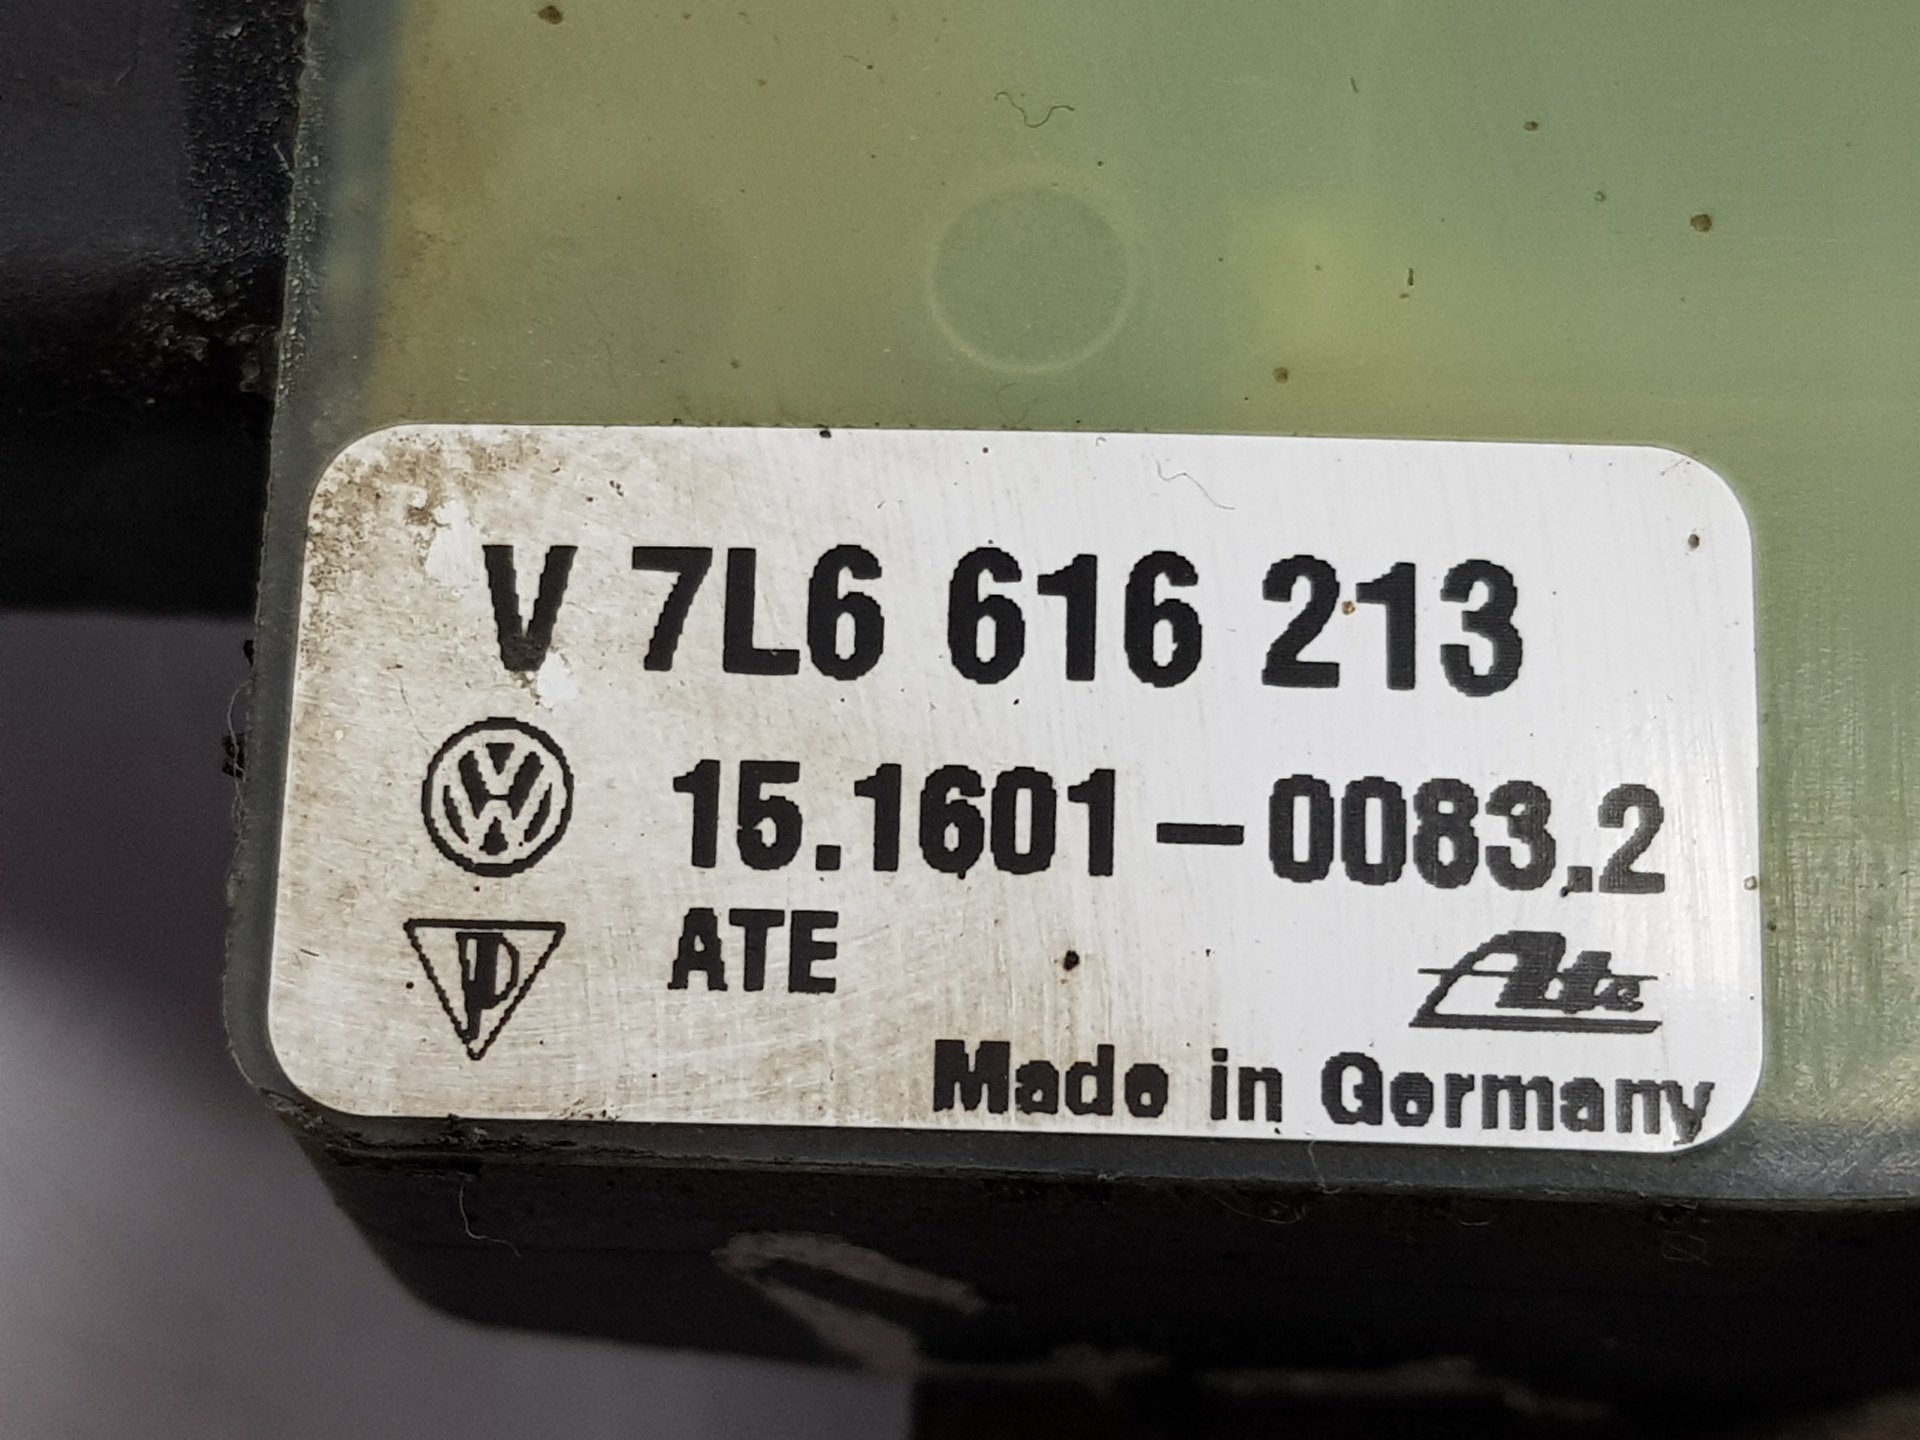 V 7L6 616 213
15.1601-0083.2
ATE
Ate
Made in Germany